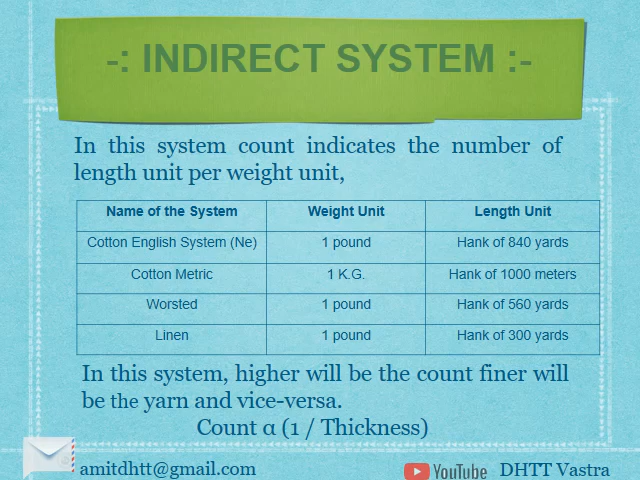 -: INDIRECT SYSTEM :-
In this system count indicates the number of
length unit per weight unit,
Name of the System Weight Unit Length Unit
Cotton English System (Ne) 1 pound Hank of 840 yards
Cotton Metric 1 K.G. Hank of 1000 meters
Worsted 1 pound Hank of 560 yards
Linen 1 pound Hank of 300 yards
In this system, higher will be the count finer will
be the yarn and vice-versa.
Count α (1 / Thickness)
amitdhtt@gmail.com YouTube DHTT Vastra